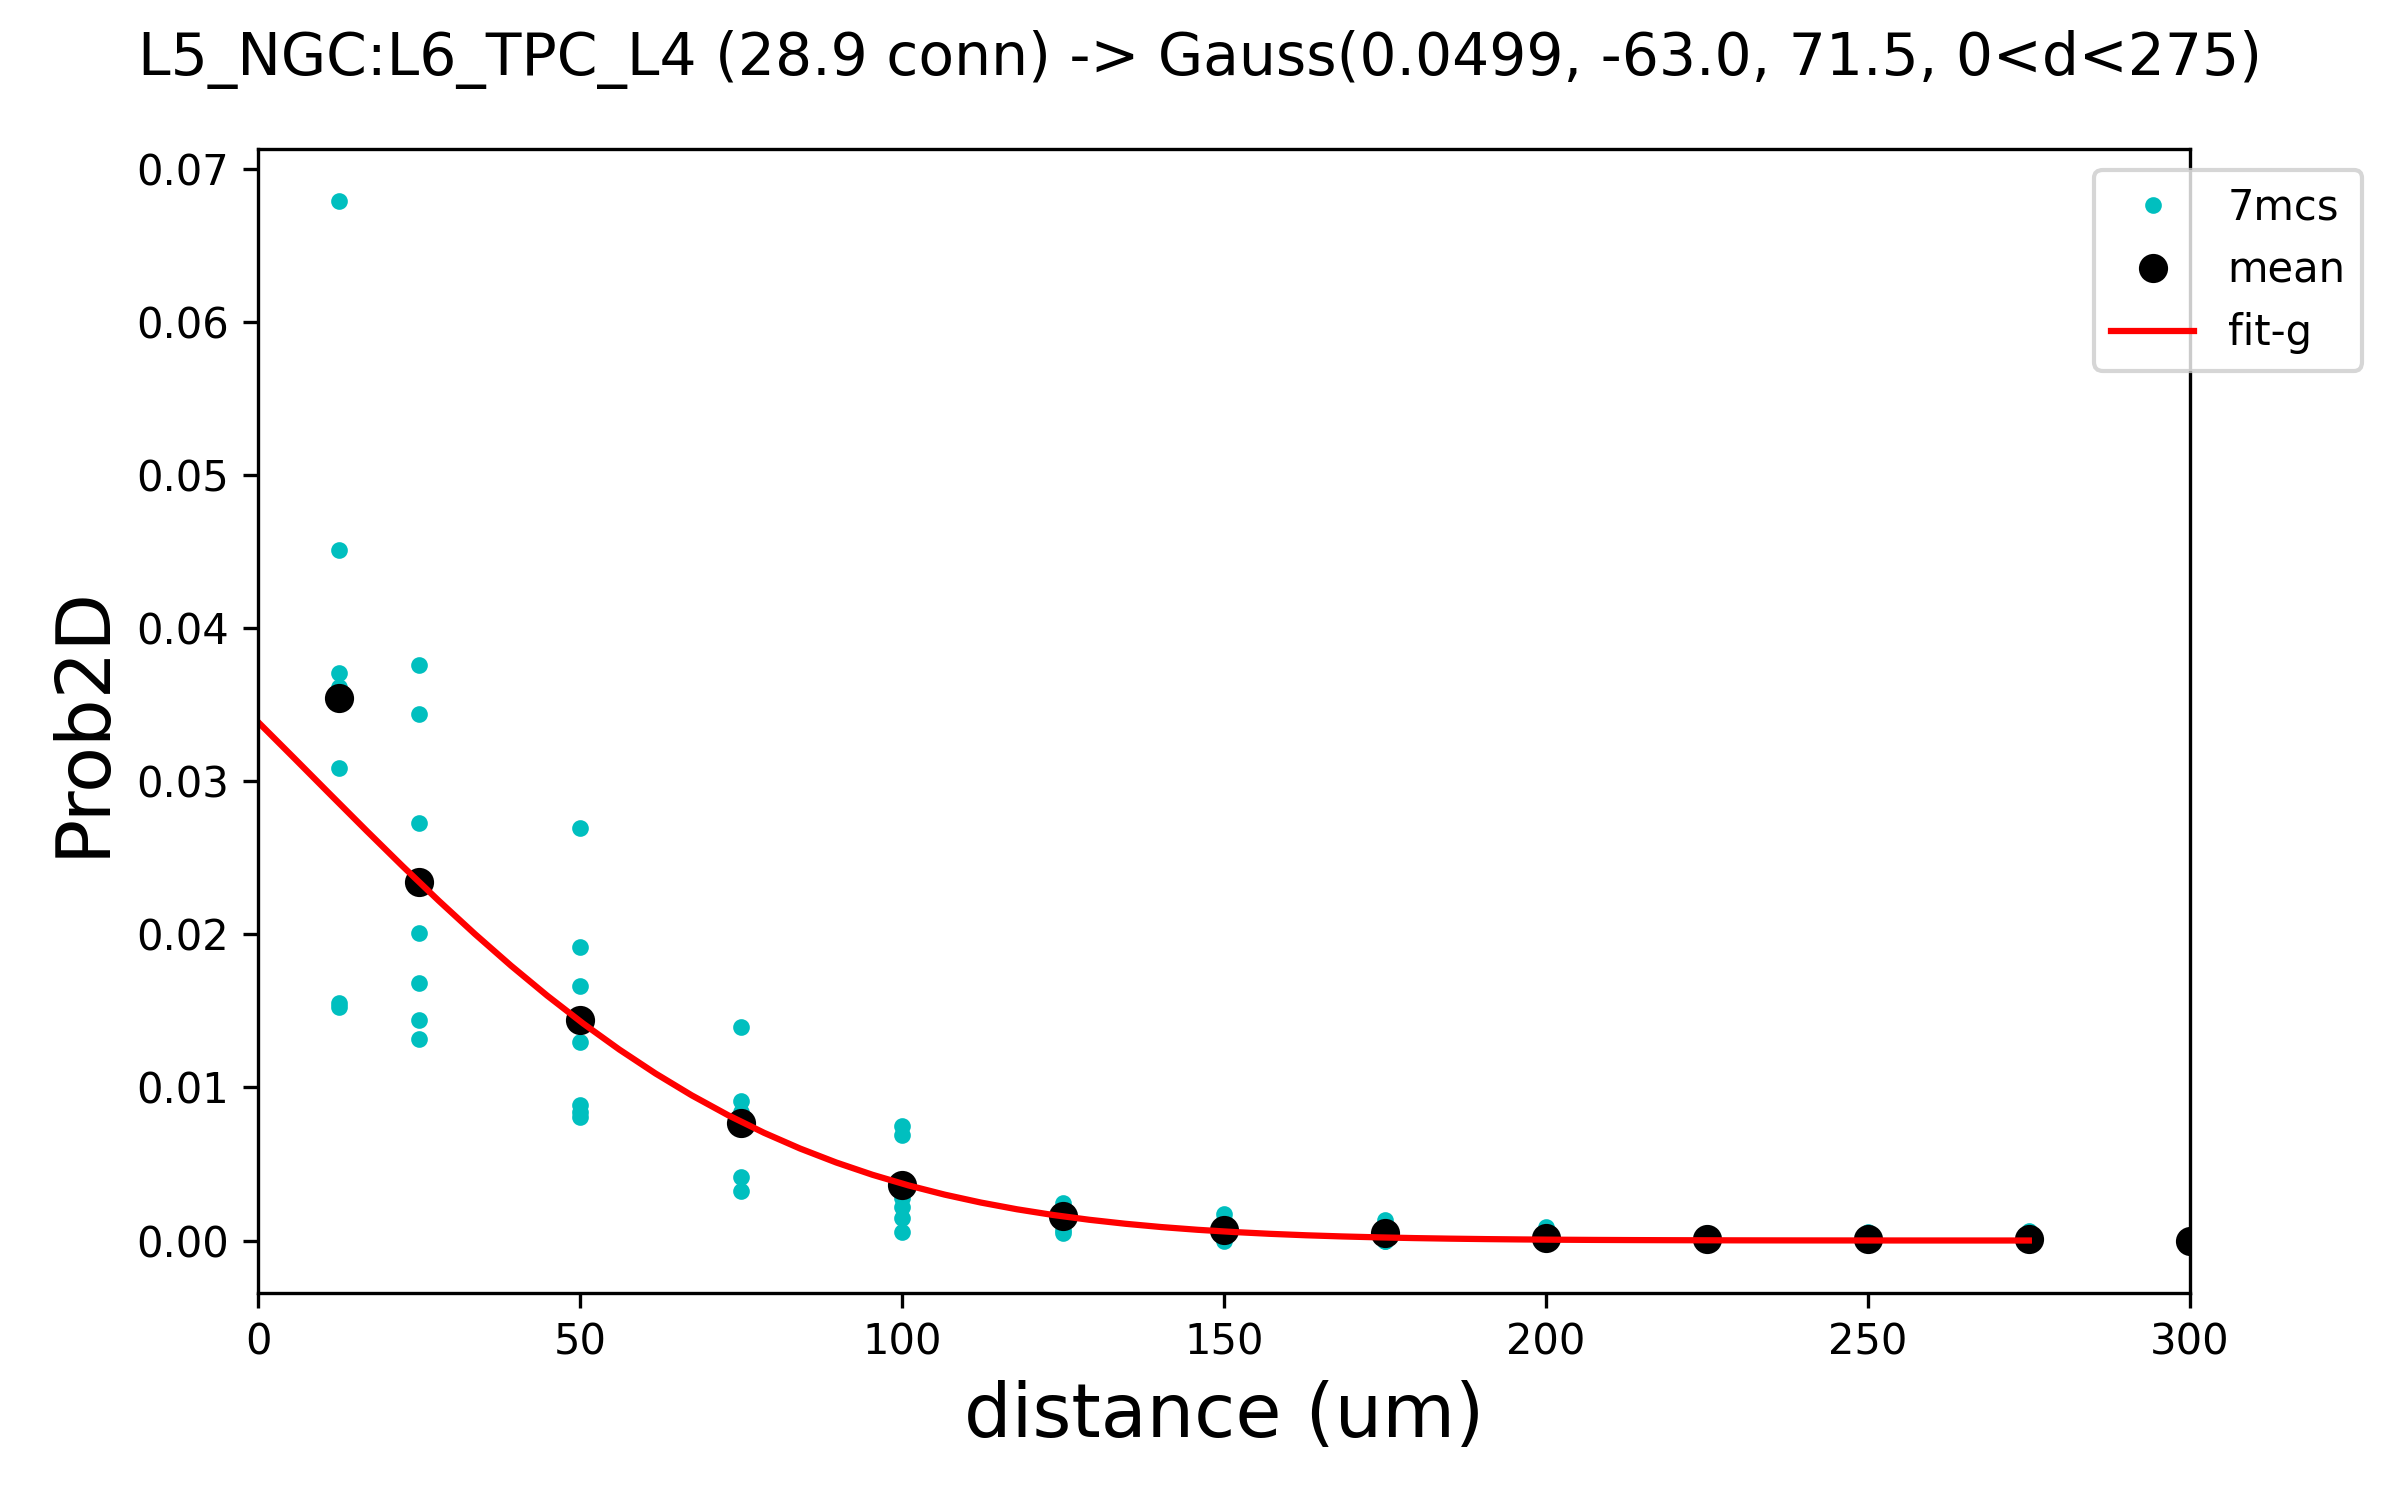 L5_NGC:L6_TPC_L4 (28.9 conn) -> Gauss(0.0499, -63.0, 71.5, 0<d<275)
0.07
0.06
0.05
0.04
0.03
0.02
0.01
0.00
Prob2D
7mcs
mean
fit-g
0 50 100 150 200 250 300
distance (um)